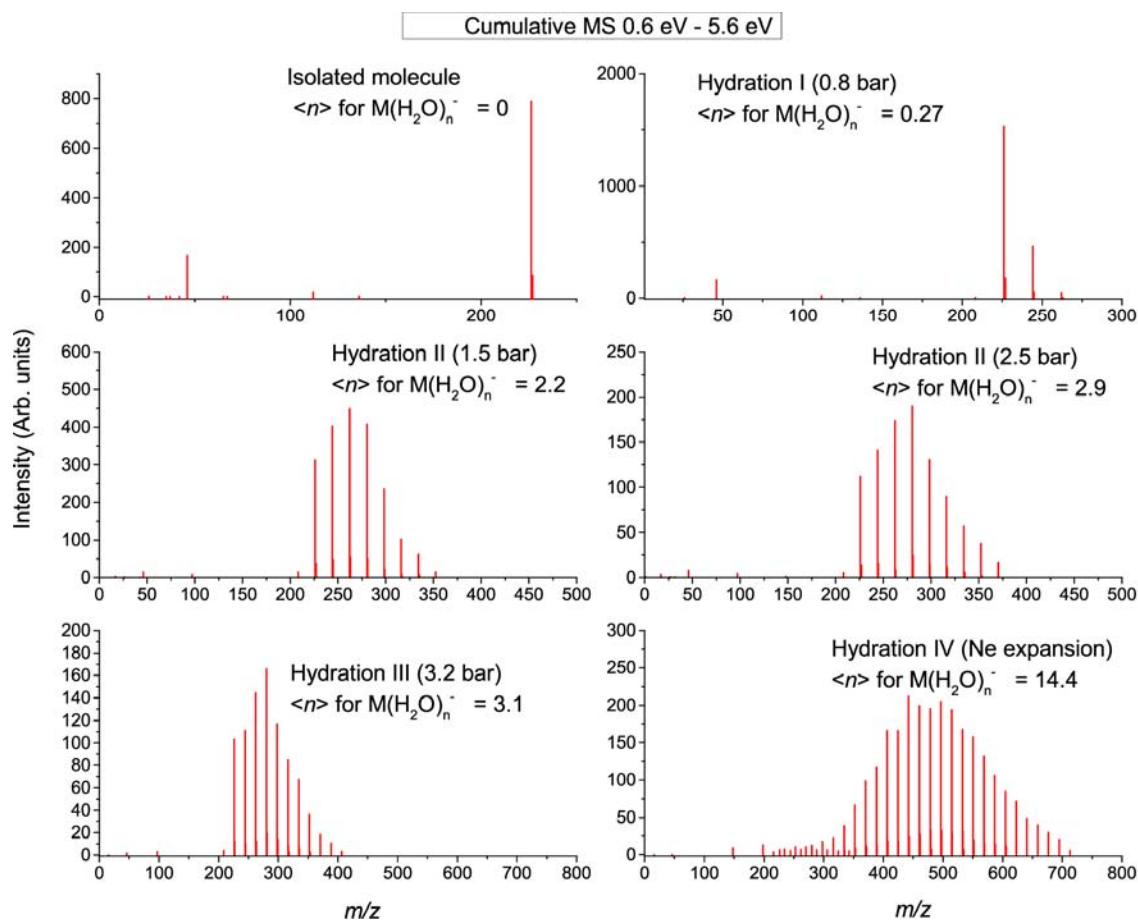 Cumulative MS 0.6 eV - 5.6 eV
Isolated molecule
<n> for M(H₂O)ₙ⁻ = 0
800
600
400
200
0
0 100 200
Hydration I (0.8 bar)
<n> for M(H₂O)ₙ⁻ = 0.27
2000
1000
0
50 100 150 200 250 300
Intensity (Arb. units)
Hydration II (1.5 bar)
<n> for M(H₂O)ₙ⁻ = 2.2
600
500
400
300
200
100
0
0 50 100 150 200 250 300 350 400 450 500
Hydration II (2.5 bar)
<n> for M(H₂O)ₙ⁻ = 2.9
250
200
150
100
50
0
0 50 100 150 200 250 300 350 400 450 500
Hydration III (3.2 bar)
<n> for M(H₂O)ₙ⁻ = 3.1
200
180
160
140
120
100
80
60
40
20
0
0 100 200 300 400 500 600 700 800
m/z
Hydration IV (Ne expansion)
<n> for M(H₂O)ₙ⁻ = 14.4
300
250
200
150
100
50
0
0 100 200 300 400 500 600 700 800
m/z